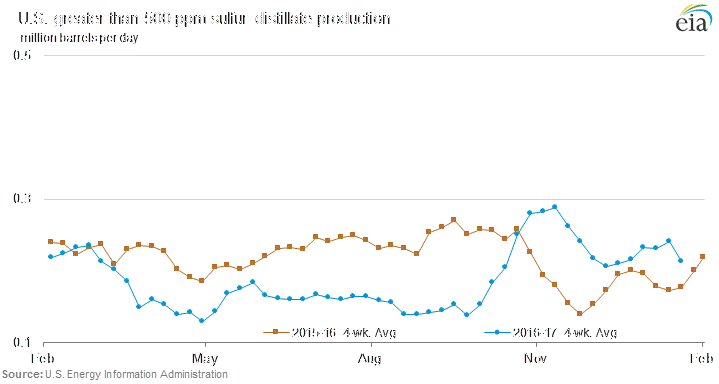 U.S. greater than 500 ppm sulfur distillate production
million barrels per day
eia
0.5
0.3
0.1
2015-16 4-wk. Avg
2016-17 4-wk. Avg
Feb
May
Aug
Nov
Feb
Source: U.S. Energy Information Administration